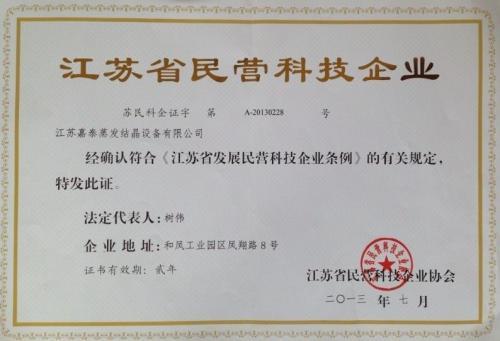 江苏省民营科技企业
苏民科企证字 第 A-20130228 号
江苏嘉泰蒸发结晶设备有限公司
经确认符合《江苏省发展民营科技企业条例》的有关规定，
特发此证。
法定代表人：树伟
企业地址：和凤工业园区凤翔路8号
证书有效期：贰年
江苏省民营科技企业协会
二〇一三 年 七 月